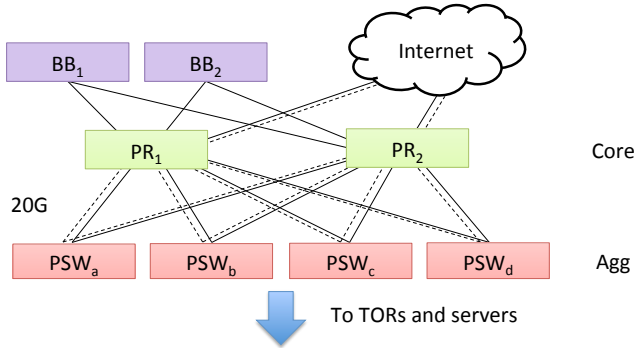 BB1 BB2 Internet
PR1 PR2 Core
20G
PSWa PSWb PSWc PSWd Agg
To TORs and servers